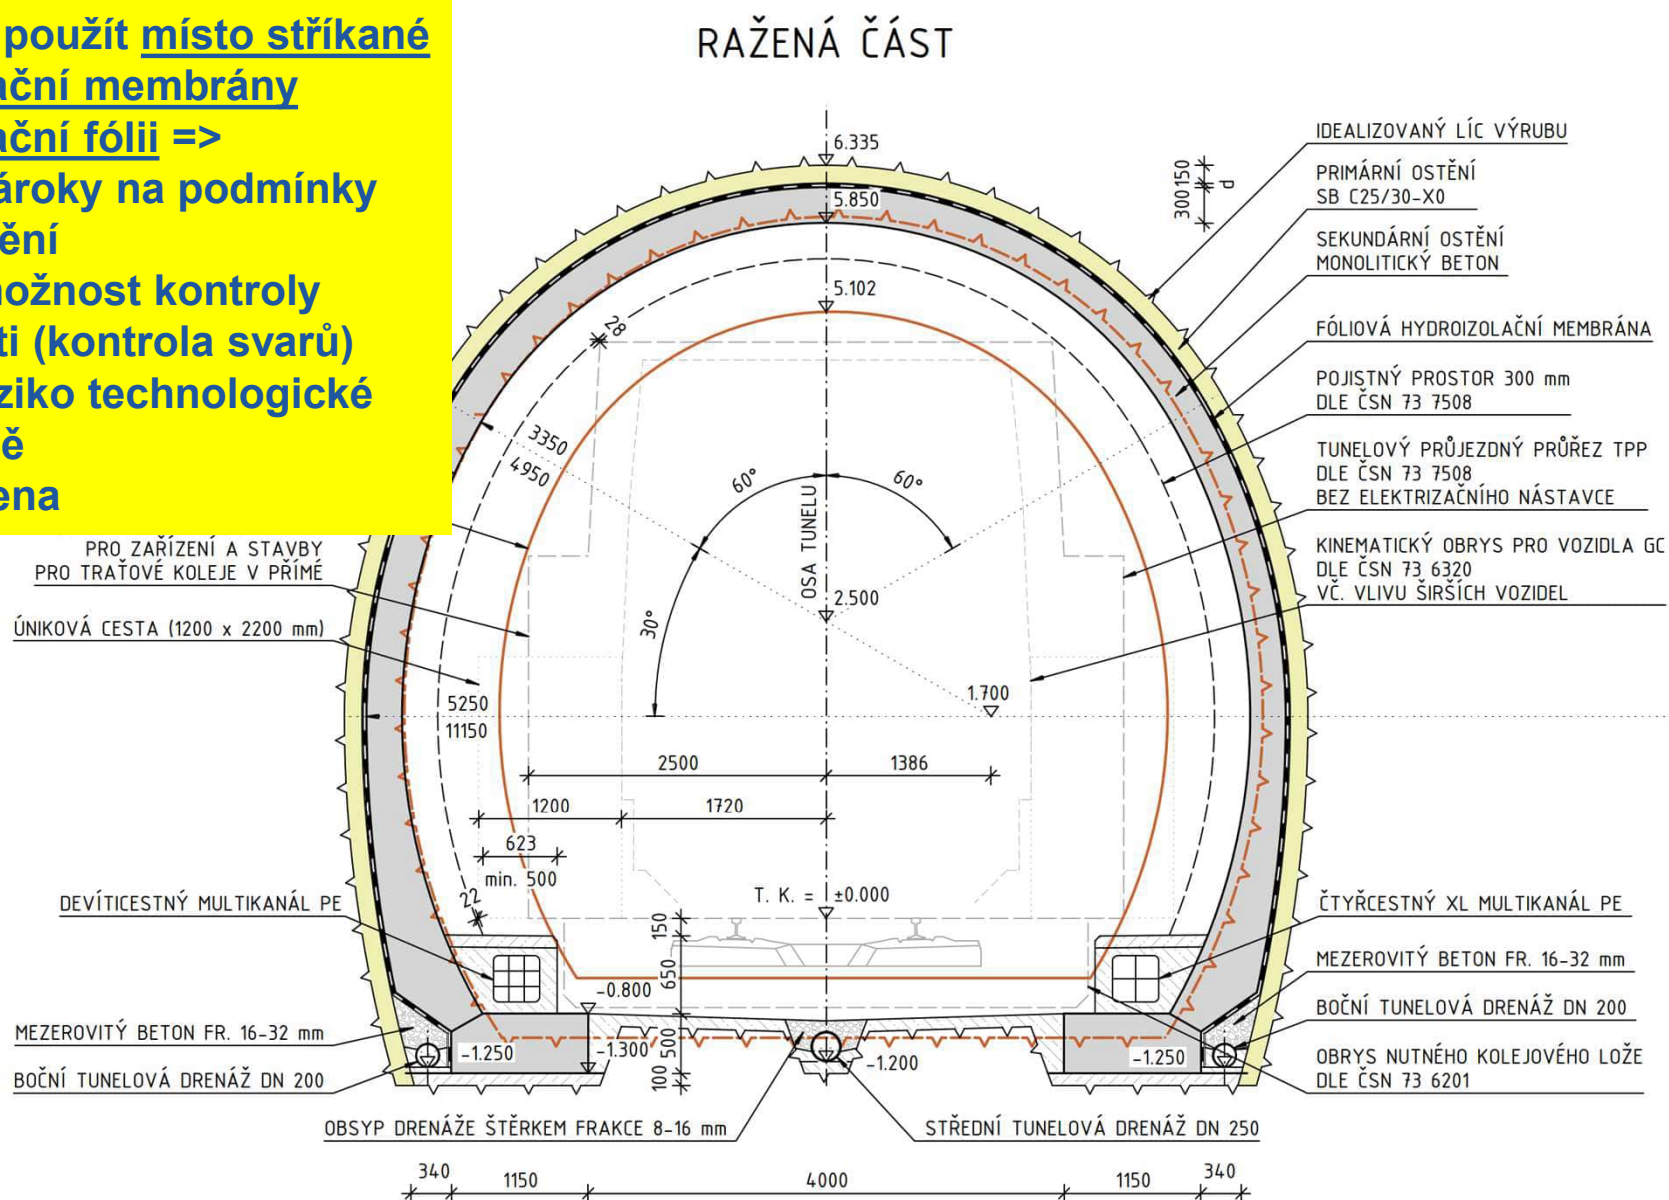 použít místo stříkané
ační membrány
ační fólii =>
ároky na podmínky
ění
ožnost kontroly
ti (kontrola svarů)
ziko technologické
ě
ena
RAŽENÁ ČÁST
6.335
5.850
5.102
300 150
d
IDEALIZOVANÝ LÍC VÝRUBU
PRIMÁRNÍ OSTĚNÍ
SB C25/30-X0
SEKUNDÁRNÍ OSTĚNÍ
MONOLITICKÝ BETON
FÓLIOVÁ HYDROIZOLAČNÍ MEMBRÁNA
POJISTNÝ PROSTOR 300 mm
DLE ČSN 73 7508
TUNELOVÝ PRŮJEZDNÝ PRŮŘEZ TPP
DLE ČSN 73 7508
BEZ ELEKTRIZAČNÍHO NÁSTAVCE
KINEMATICKÝ OBRYS PRO VOZIDLA GC
DLE ČSN 73 6320
VČ. VLIVU ŠIRŠÍCH VOZIDEL
28
3350
4950
60°
60°
30°
OSA TUNELU
2.500
1.700
PRO ZAŘÍZENÍ A STAVBY
PRO TRAŤOVÉ KOLEJE V PŘÍMÉ
ÚNIKOVÁ CESTA (1200 x 2200 mm)
5250
11150
2500
1386
1200
1720
623
min. 500
22
T. K. = ±0.000
DEVÍTICESTNÝ MULTIKANÁL PE
ČTYŘCESTNÝ XL MULTIKANÁL PE
150
650
500
100
-0.800
-1.250
-1.300
-1.200
-1.250
MEZEROVITÝ BETON FR. 16-32 mm
BOČNÍ TUNELOVÁ DRENÁŽ DN 200
MEZEROVITÝ BETON FR. 16-32 mm
BOČNÍ TUNELOVÁ DRENÁŽ DN 200
OBRYS NUTNÉHO KOLEJOVÉHO LOŽE
DLE ČSN 73 6201
OBSYP DRENÁŽE ŠTĚRKEM FRAKCE 8-16 mm
STŘEDNÍ TUNELOVÁ DRENÁŽ DN 250
340
1150
4000
1150
340